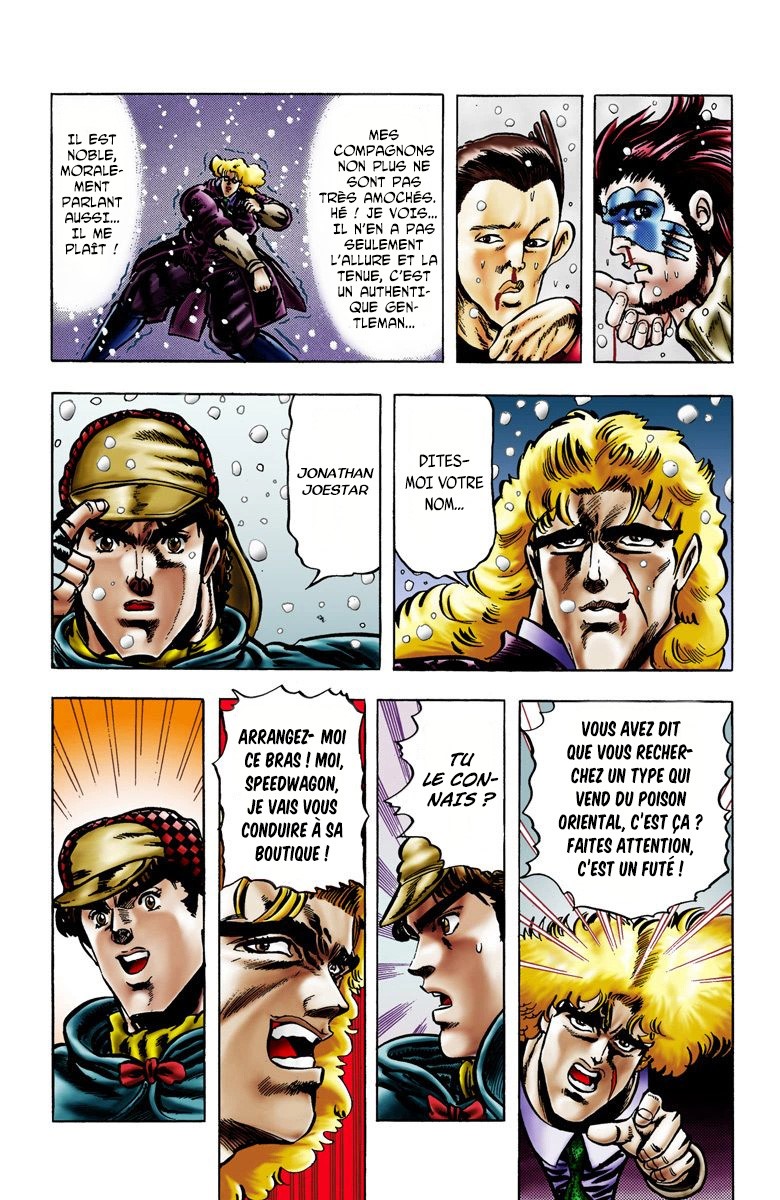 MES
COMPAGNONS
NON PLUS NE
SONT PAS
TRÈS AMOCHÉS.
HÉ ! JE VOIS...
IL N'EN A PAS
SEULEMENT
L'ALLURE ET LA
TENUE, C'EST
UN AUTHENTI-
QUE GEN-
TLEMAN...
IL EST
NOBLE,
MORALE-
MENT
PARLANT
AUSSI...
IL ME
PLAÎT !
DITES-
MOI VOTRE
NOM...
JONATHAN
JOESTAR
VOUS AVEZ DIT
QUE VOUS RECHER-
CHEZ UN TYPE QUI
VEND DU POISON
ORIENTAL, C'EST ÇA ?
FAITES ATTENTION,
C'EST UN FUTÉ !
TU
LE CON-
NAIS ?
ARRANGEZ- MOI
CE BRAS ! MOI,
SPEEDWAGON,
JE VAIS VOUS
CONDUIRE À SA
BOUTIQUE !